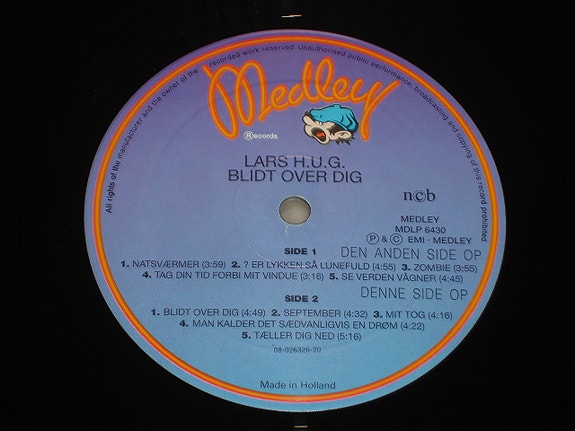 All rights of the manufacturer and the owner of the recorded work reserved. Unauthorised public performance, broadcasting and copying of this record prohibited
Medley
Records
LARS H.U.G.
BLIDT OVER DIG
ncb
MEDLEY
MDLP 6430
Ⓟ & © EMI - MEDLEY
SIDE 1 DEN ANDEN SIDE OP
1. NATSVÆRMER (3:59) 2. ? ER LYKKEN SÅ LUNEFULD (4:55) 3. ZOMBIE (3:55)
4. TAG DIN TID FORBI MIT VINDUE (3:16) 5. SE VERDEN VÅGNER (4:45)
SIDE 2 DENNE SIDE OP
1. BLIDT OVER DIG (4:49) 2. SEPTEMBER (4:32) 3. MIT TOG (4:16)
4. MAN KALDER DET SÆDVANLIGVIS EN DRØM (4:22)
5. TÆLLER DIG NED (5:16)
08-026326-20
Made in Holland